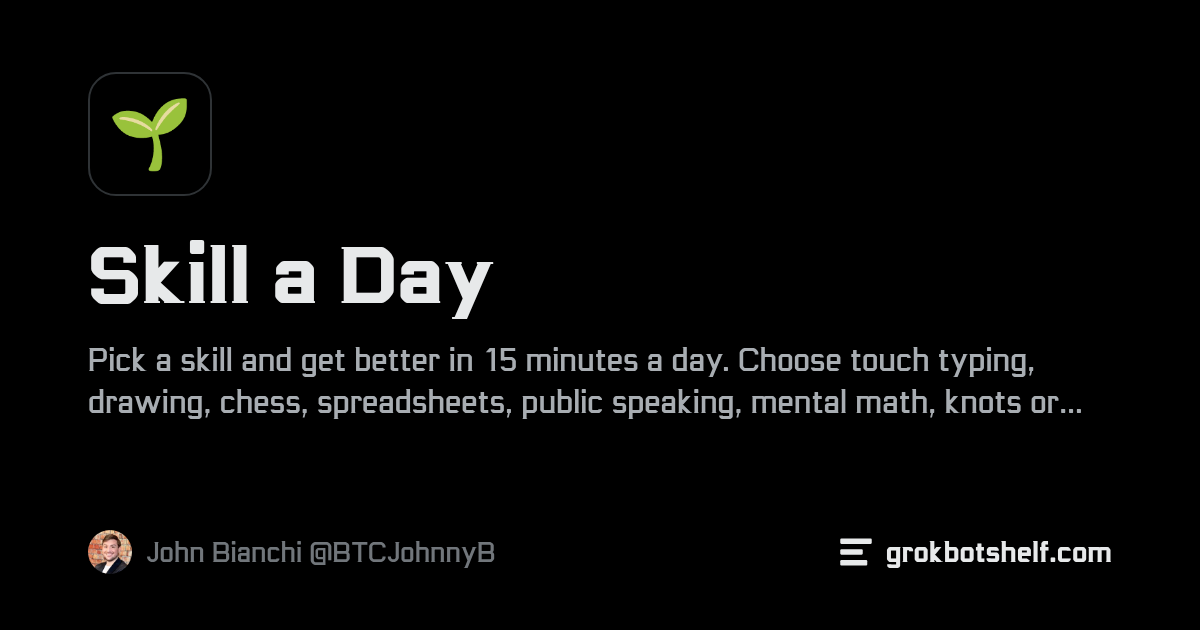 Skill a Day
Pick a skill and get better in 15 minutes a day. Choose touch typing,
drawing, chess, spreadsheets, public speaking, mental math, knots or...
John Bianchi @BTCJohnnyB
grokbotshelf.com